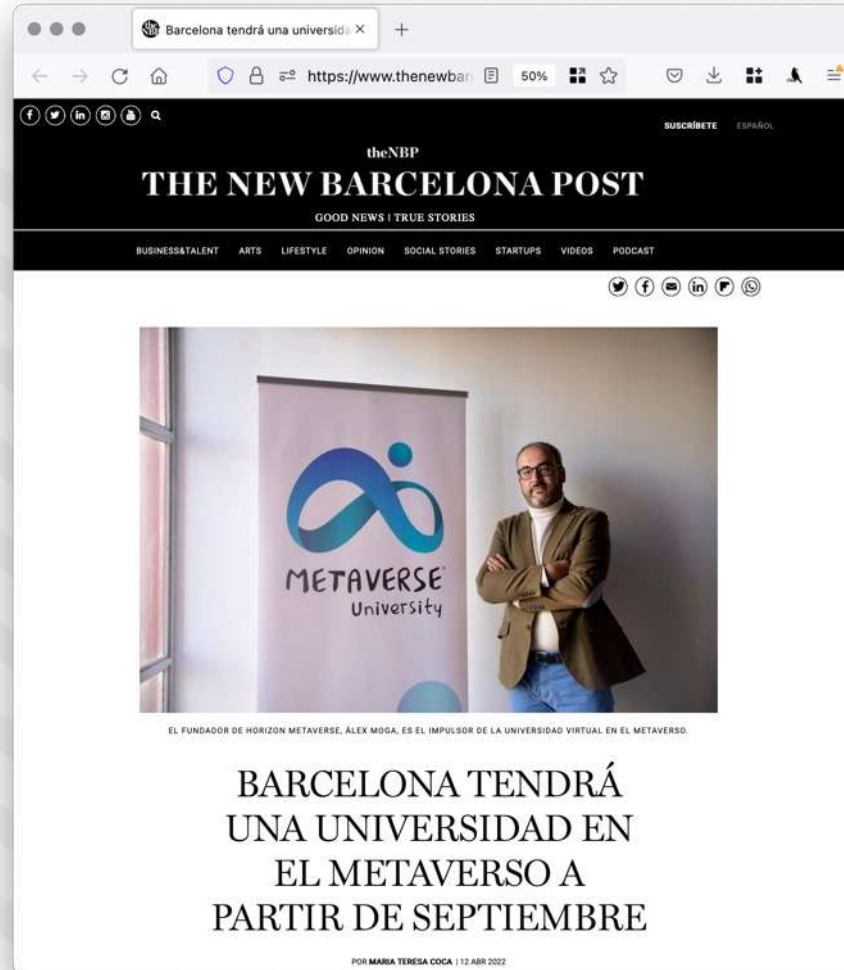 Barcelona tendrá una universida
https://www.thenewbar
50%
SUSCRÍBETE ESPAÑOL
theNBP
THE NEW BARCELONA POST
GOOD NEWS | TRUE STORIES
BUSINESS&TALENT ARTS LIFESTYLE OPINION SOCIAL STORIES STARTUPS VIDEOS PODCAST
METAVERSE
University
EL FUNDADOR DE HORIZON METAVERSE, ÁLEX MOGA, ES EL IMPULSOR DE LA UNIVERSIDAD VIRTUAL EN EL METAVERSO.
BARCELONA TENDRÁ
UNA UNIVERSIDAD EN
EL METAVERSO A
PARTIR DE SEPTIEMBRE
POR MARIA TERESA COCA | 12 ABR 2022